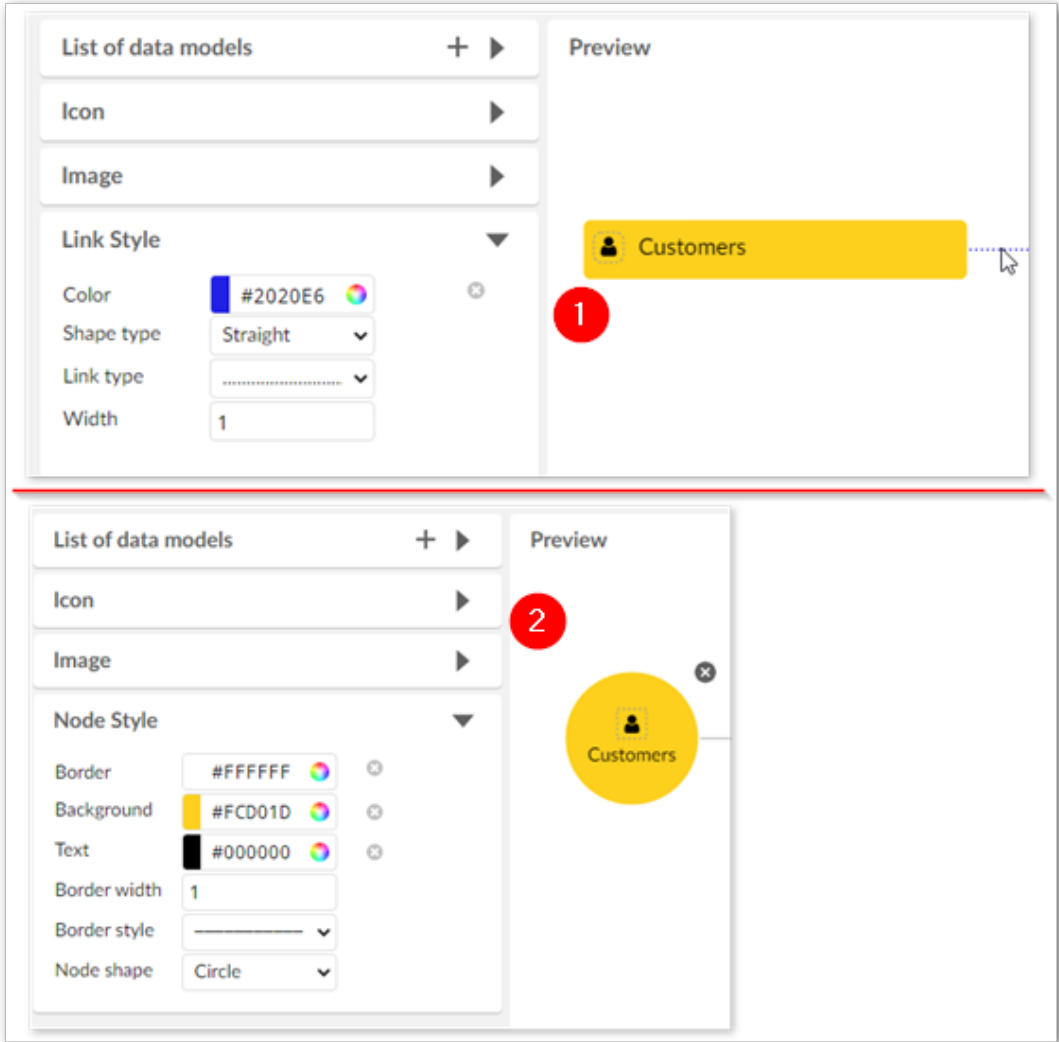 List of data models
Preview
Icon
Image
Link Style
Customers
Color #2020E6
1
Shape type Straight
Link type
Width 1
List of data models
Preview
Icon
2
Image
Node Style
Customers
Border #FFFFFF
Background #FCD01D
Text #000000
Border width 1
Border style
Node shape Circle